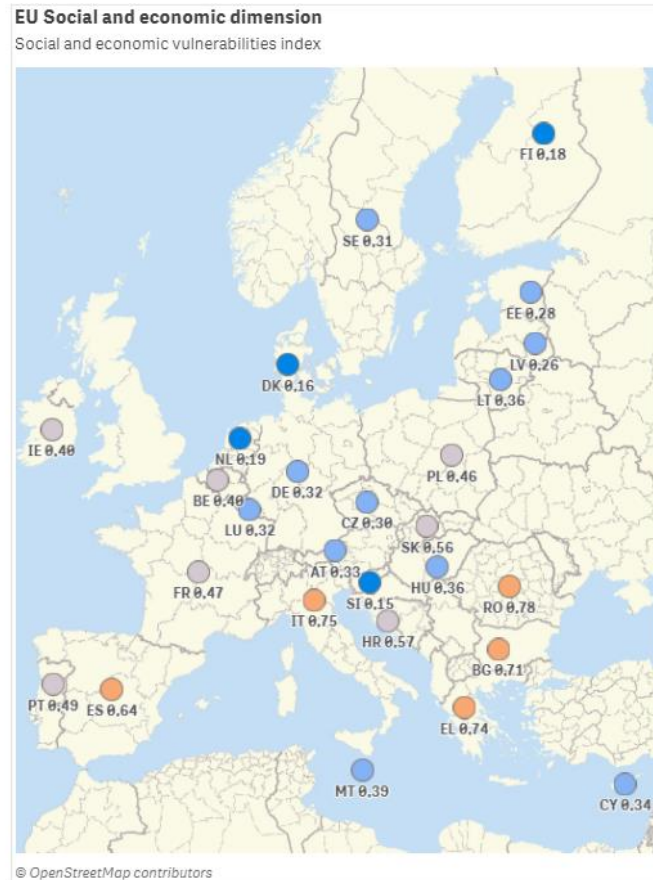 EU Social and economic dimension
Social and economic vulnerabilities index
FI 0,18
SE 0,31
EE 0,28
LV 0,26
DK 0,16
LT 0,36
IE 0,40
NL 0,19
PL 0,46
BE 0,40
DE 0,32
LU 0,32
CZ 0,30
SK 0,56
AT 0,33
FR 0,47
HU 0,36
SI 0,15
RO 0,78
IT 0,75
HR 0,57
BG 0,71
PT 0,49
ES 0,64
EL 0,74
MT 0,39
CY 0,34
© OpenStreetMap contributors